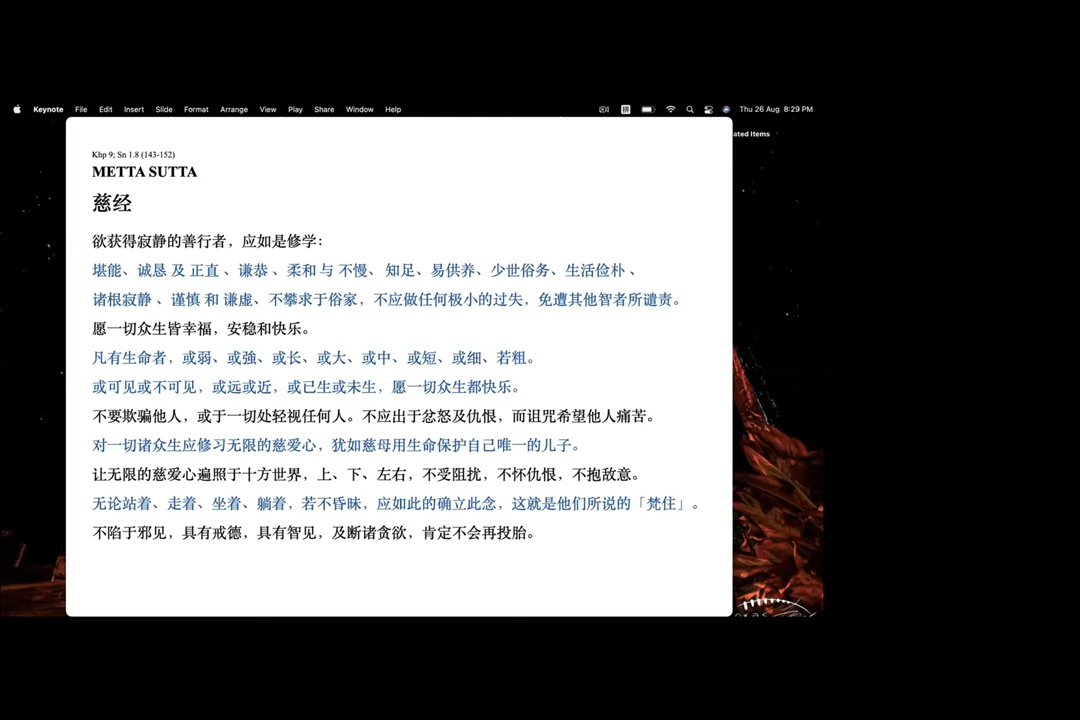 Keynote File Edit Insert Slide Format Arrange View Play Share Window Help Thu 26 Aug 8:29 PM
ated Items
Khp 9; Sn 1.8 (143-152)
METTA SUTTA
慈经
欲获得寂静的善行者，应如是修学：
堪能、诚恳 及 正直 、谦恭 、柔和 与 不慢、 知足、易供养、少世俗务、生活俭朴 、
诸根寂静 、谨慎 和 谦虚、不攀求于俗家，不应做任何极小的过失，免遭其他智者所谴责。
愿一切众生皆幸福，安稳和快乐。
凡有生命者，或弱、或強、或长、或大、或中、或短、或细、若粗。
或可见或不可见，或远或近，或已生或未生，愿一切众生都快乐。
不要欺骗他人，或于一切处轻视任何人。不应出于忿怒及仇恨，而诅咒希望他人痛苦。
对一切诸众生应修习无限的慈爱心，犹如慈母用生命保护自己唯一的儿子。
让无限的慈爱心遍照于十方世界，上、下、左右，不受阻扰，不怀仇恨，不抱敌意。
无论站着、走着、坐着、躺着，若不昏昧，应如此的确立此念，这就是他们所说的「梵住」。
不陷于邪见，具有戒德，具有智见，及断诸贪欲，肯定不会再投胎。